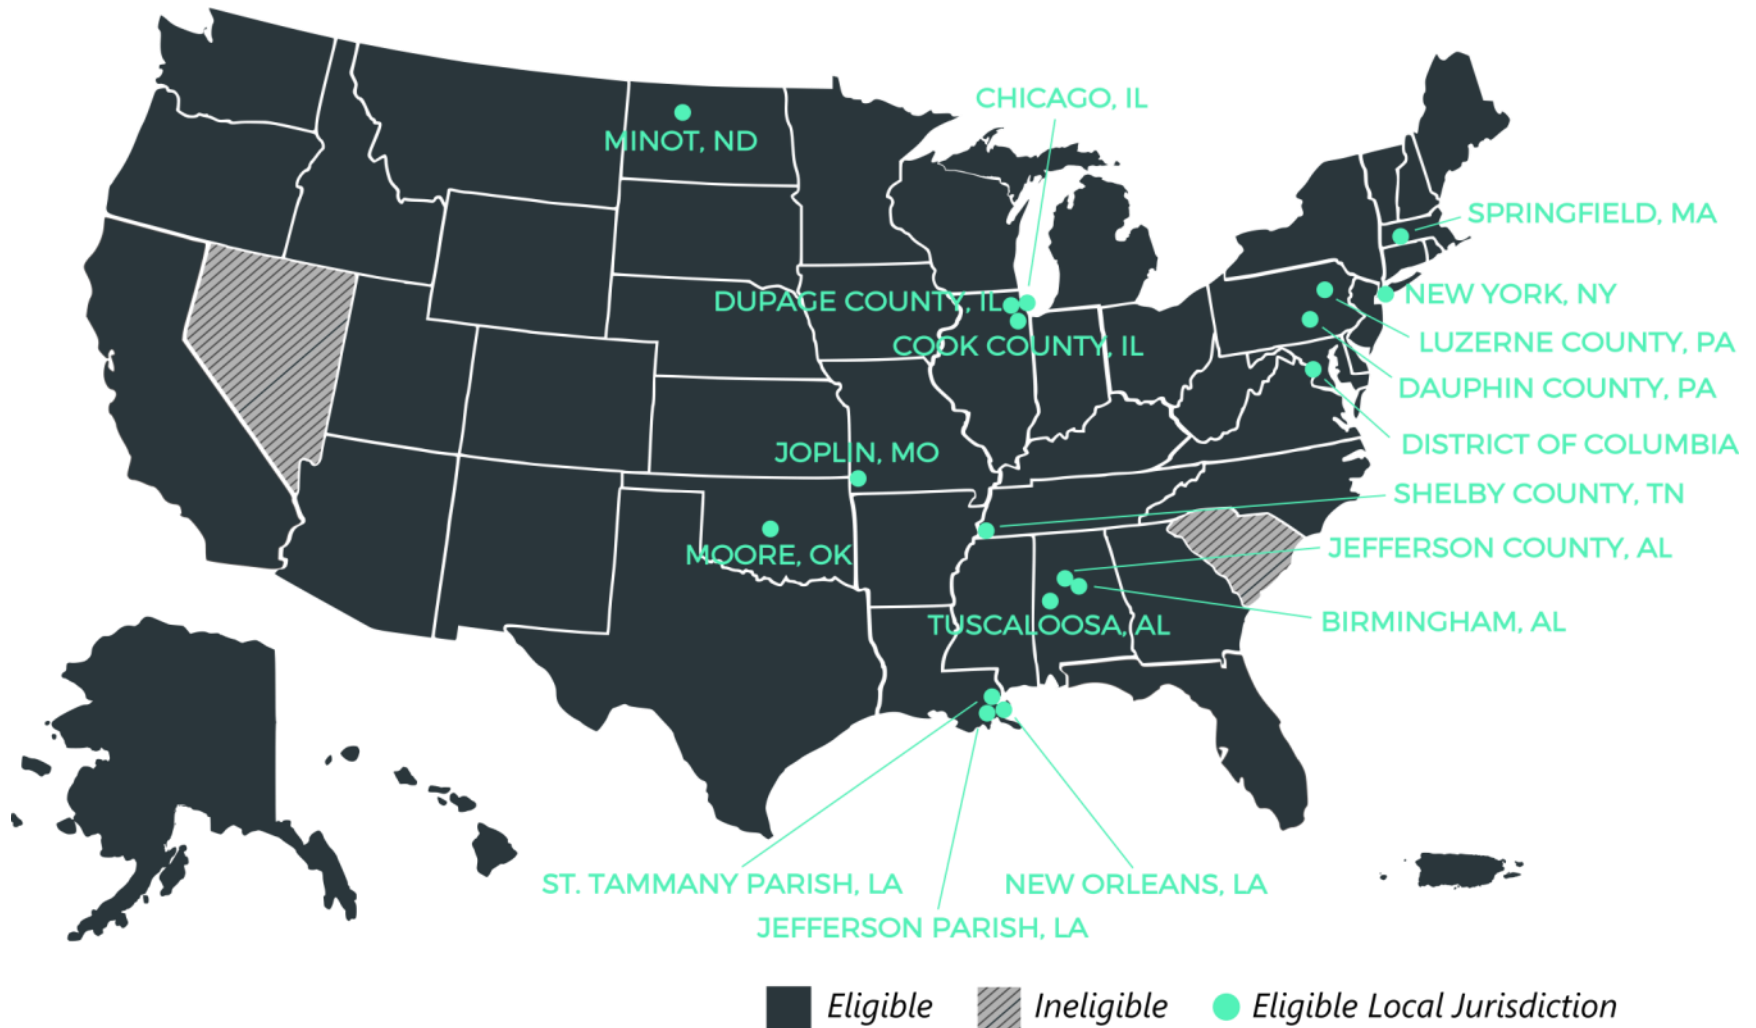 CHICAGO, IL
MINOT, ND
SPRINGFIELD, MA
DUPAGE COUNTY, IL
NEW YORK, NY
COOK COUNTY, IL
LUZERNE COUNTY, PA
DAUPHIN COUNTY, PA
DISTRICT OF COLUMBIA
JOPLIN, MO
SHELBY COUNTY, TN
MOORE, OK
JEFFERSON COUNTY, AL
TUSCALOOSA, AL
BIRMINGHAM, AL
ST. TAMMANY PARISH, LA
NEW ORLEANS, LA
JEFFERSON PARISH, LA
Eligible
Ineligible
Eligible Local Jurisdiction